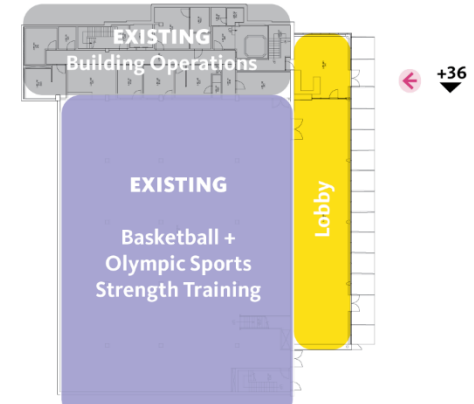 EXISTING
Building Operations
+36
EXISTING
Basketball +
Olympic Sports
Strength Training
Lobby